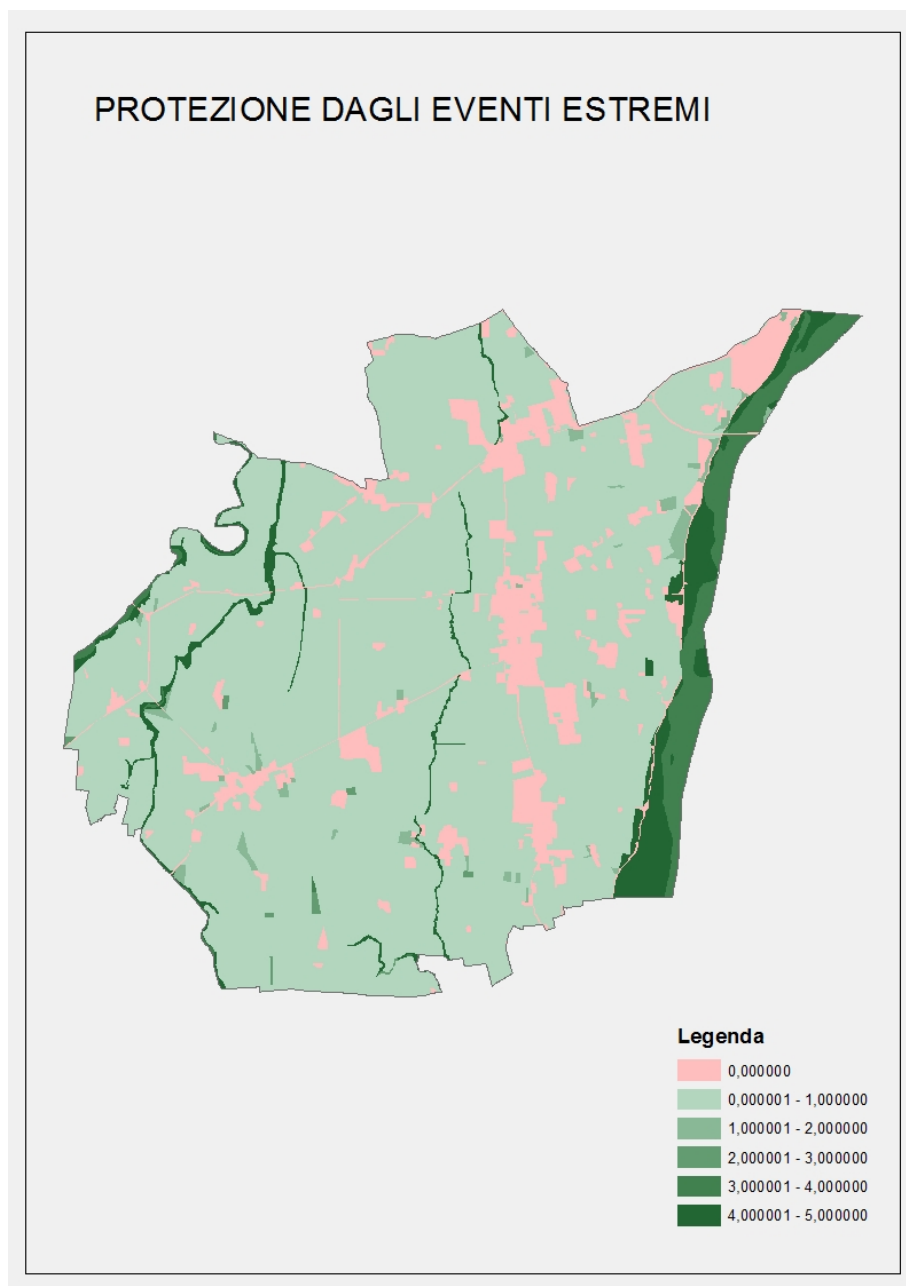 PROTEZIONE DAGLI EVENTI ESTREMI
Legenda
0,000000
0,000001 - 1,000000
1,000001 - 2,000000
2,000001 - 3,000000
3,000001 - 4,000000
4,000001 - 5,000000